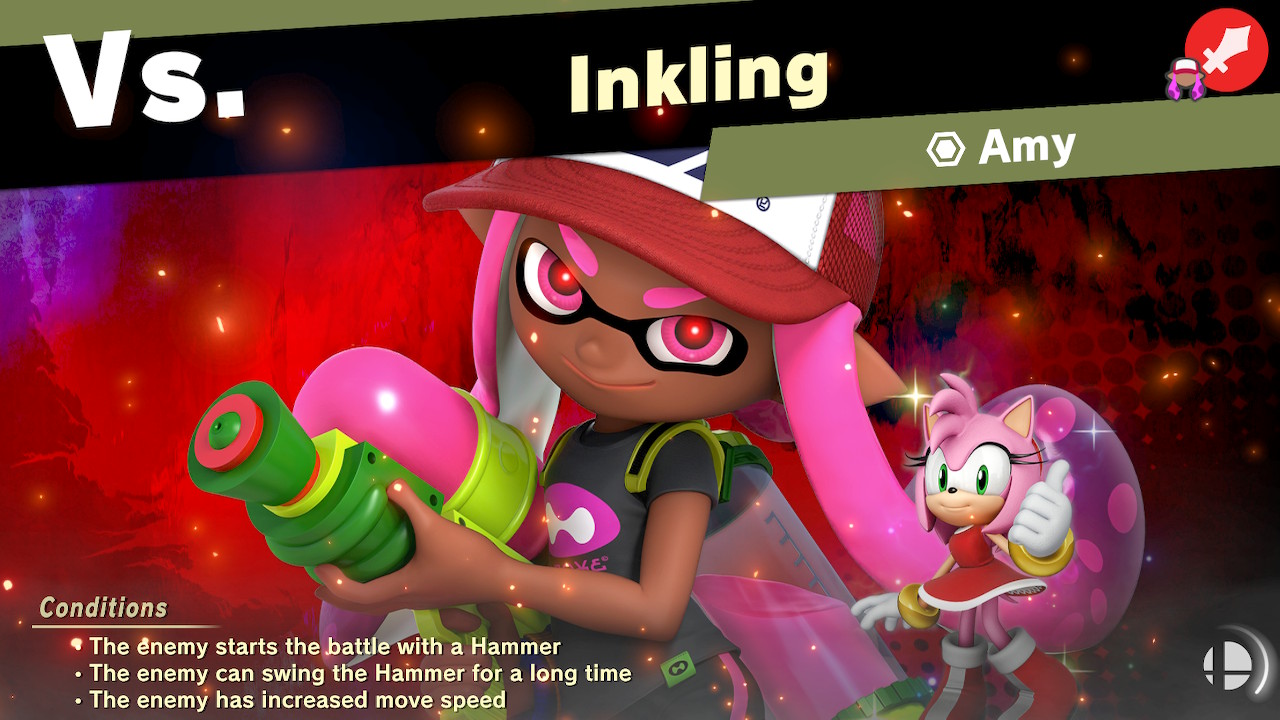 Vs.
Inkling
Amy
Conditions
• The enemy starts the battle with a Hammer
• The enemy can swing the Hammer for a long time
• The enemy has increased move speed